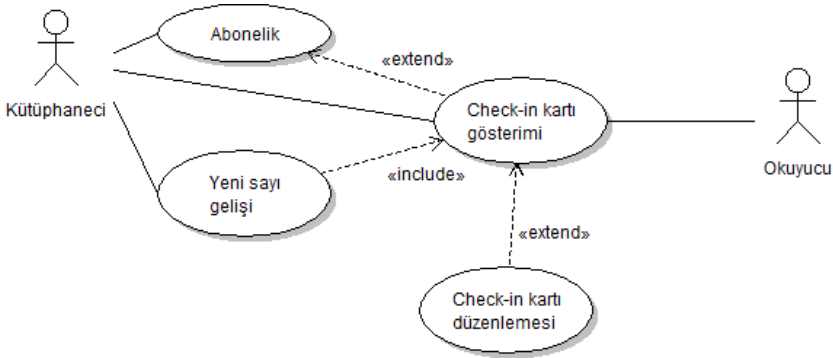 Abonelik
«extend»
Kütüphaneci
Check-in kartı
gösterimi
Okuyucu
Yeni sayı
gelişi
«include»
«extend»
Check-in kartı
düzenlemesi